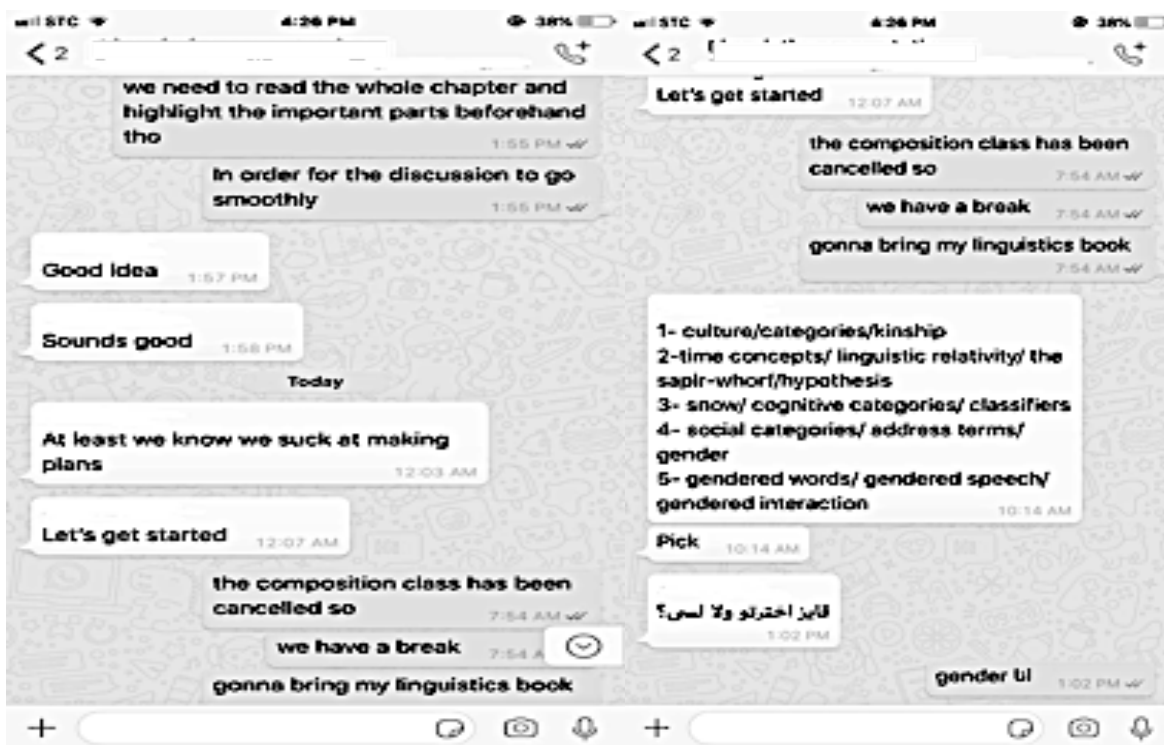 STC
4:26 PM
38%
2
we need to read the whole chapter and
highlight the important parts beforehand
tho
1:55 PM
In order for the discussion to go
smoothly
1:55 PM
Good idea
1:57 PM
Sounds good
1:58 PM
Today
At least we know we suck at making
plans
12:03 AM
Let's get started
12:07 AM
the composition class has been
cancelled so
7:54 AM
we have a break
7:54 A
gonna bring my linguistics book
STC
4:26 PM
38%
2
Let's get started
12:07 AM
the composition class has been
cancelled so
7:54 AM
we have a break
7:54 AM
gonna bring my linguistics book
7:54 AM
1- culture/categories/kinship
2-time concepts/ linguistic relativity/ the
sapir-whorf/hypothesis
3- snow/ cognitive categories/ classifiers
4- social categories/ address terms/
gender
5- gendered words/ gendered speech/
gendered interaction
10:14 AM
Pick
10:14 AM
قايز اخترتو ولا لسى؟
1:02 PM
gender
1:02 PM